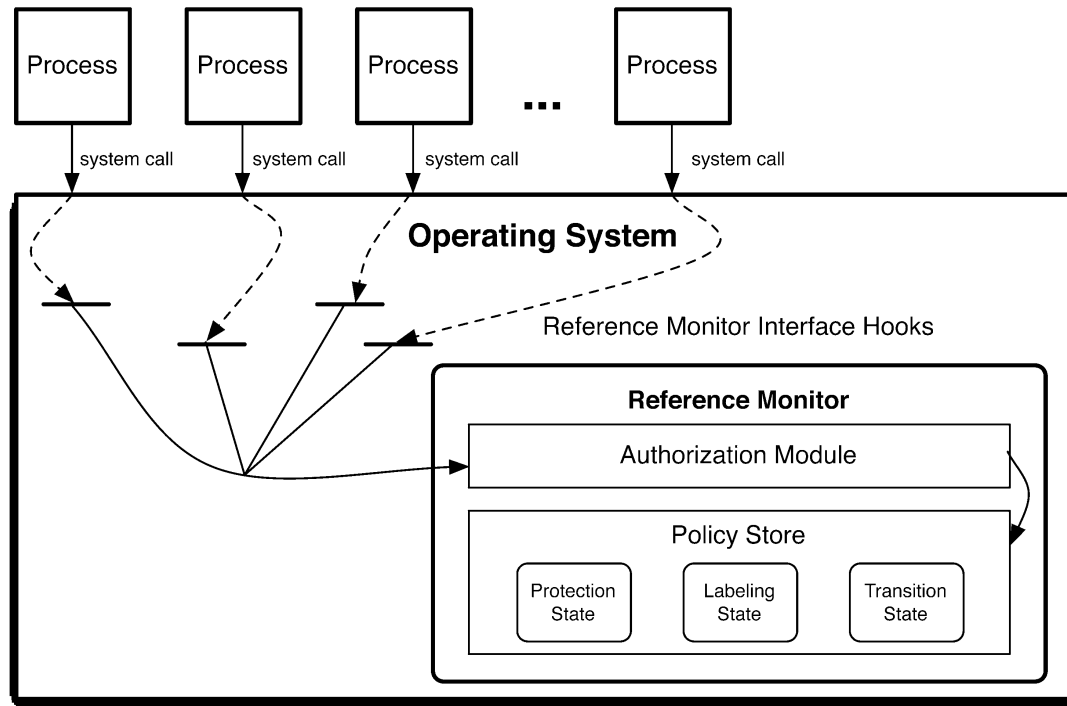 Process
Process
Process
...
Process
system call
system call
system call
system call
Operating System
Reference Monitor Interface Hooks
Reference Monitor
Authorization Module
Policy Store
Protection
State
Labeling
State
Transition
State